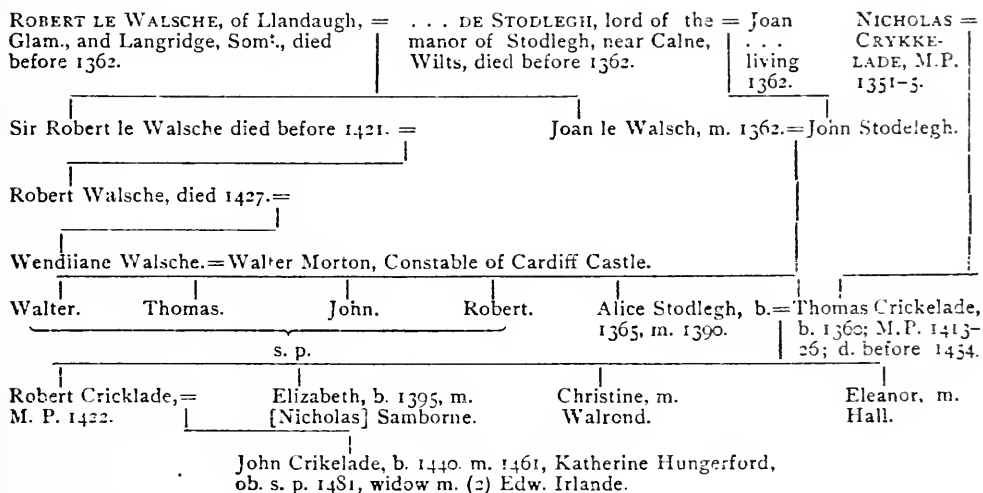 ROBERT LE WALSCHE, of Llandaugh, = . . . DE STODLEGH, lord of the = Joan NICHOLAS =
Glam., and Langridge, Somt., died manor of Stodlegh, near Calne, . . . CRYKKE-
before 1362. Wilts, died before 1362. living LADE, M.P.
1362. 1351-5.
Sir Robert le Walsche died before 1421. = Joan le Walsch, m. 1362.=John Stodelegh.
Robert Walsche, died 1427.=
Wendiiane Walsche.=Walter Morton, Constable of Cardiff Castle.
Walter. Thomas. John. Robert. Alice Stodlegh, b.=Thomas Crickelade,
1365, m. 1390. b. 1360; M.P. 1413-
s. p. 26; d. before 1454.
Robert Cricklade,= Elizabeth, b. 1395, m. Christine, m. Eleanor, m.
M. P. 1422. [Nicholas] Samborne. Walrond. Hall.
John Crikelade, b. 1440. m. 1461, Katherine Hungerford,
ob. s. p. 1481, widow m. (2) Edw. Irlande.